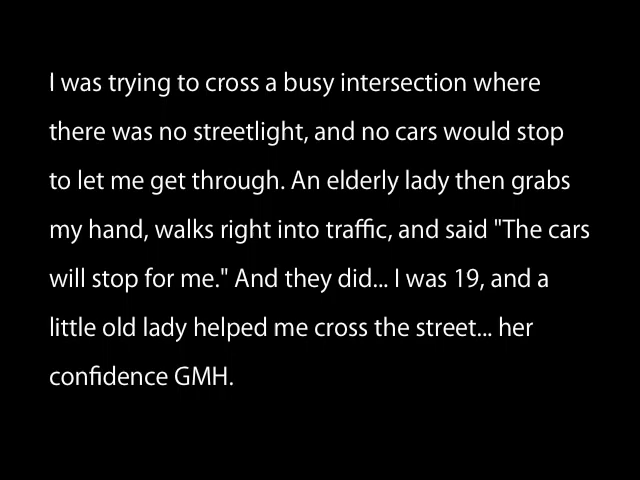 I was trying to cross a busy intersection where
there was no streetlight, and no cars would stop
to let me get through. An elderly lady then grabs
my hand, walks right into traffic, and said "The cars
will stop for me." And they did... I was 19, and a
little old lady helped me cross the street... her
confidence GMH.